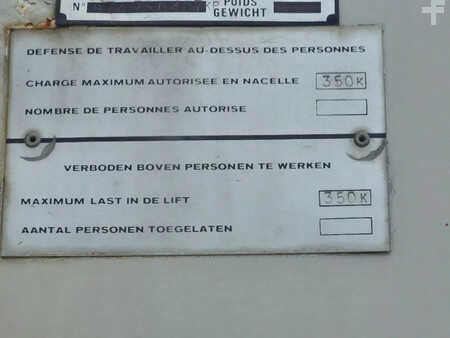 N° POIDS
GEWICHT
DEFENSE DE TRAVAILLER AU-DESSUS DES PERSONNES
CHARGE MAXIMUM AUTORISEE EN NACELLE 350K
NOMBRE DE PERSONNES AUTORISE
VERBODEN BOVEN PERSONEN TE WERKEN
MAXIMUM LAST IN DE LIFT 350K
AANTAL PERSONEN TOEGELATEN